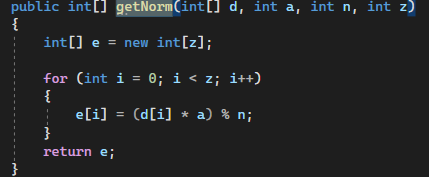 public int[] getNorm(int[] d, int a, int n, int z)
{
int[] e = new int[z];
for (int i = 0; i < z; i++)
{
e[i] = (d[i] * a) % n;
}
return e;
}